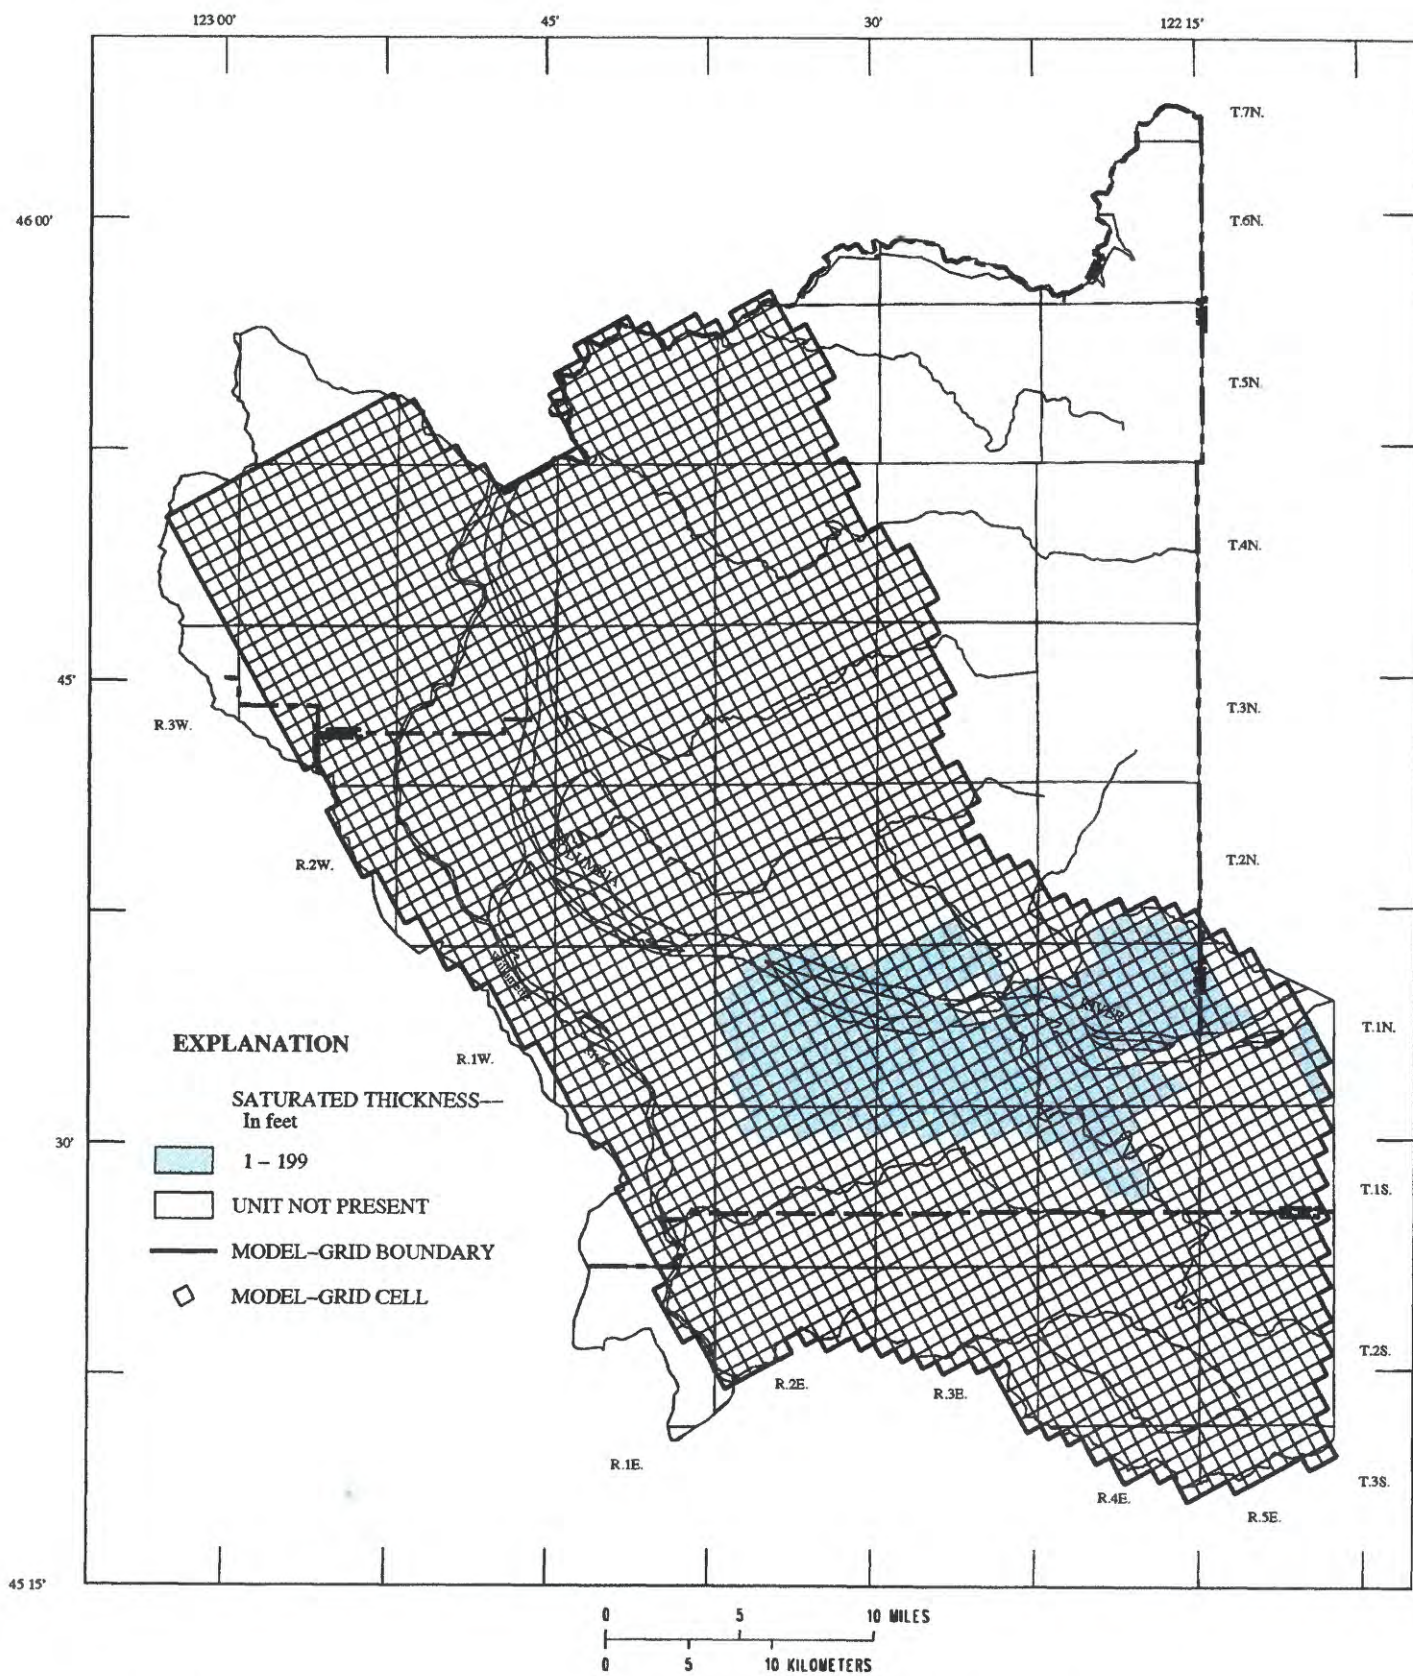 123 00'
45'
30'
122 15'
T.7N.
46 00'
T.6N.
T.5N.
T.4N.
45'
T.3N.
R.3W.
COLUMBIA
T.2N.
R.2W.
RIVER
T.1N.
EXPLANATION
R.1W.
SATURATED THICKNESS—
In feet
30'
1 – 199
T.1S.
UNIT NOT PRESENT
MODEL–GRID BOUNDARY
MODEL–GRID CELL
T.2S.
R.2E.
R.3E.
R.1E.
T.3S.
R.4E.
R.5E.
45 15'
0 5 10 MILES
0 5 10 KILOMETERS